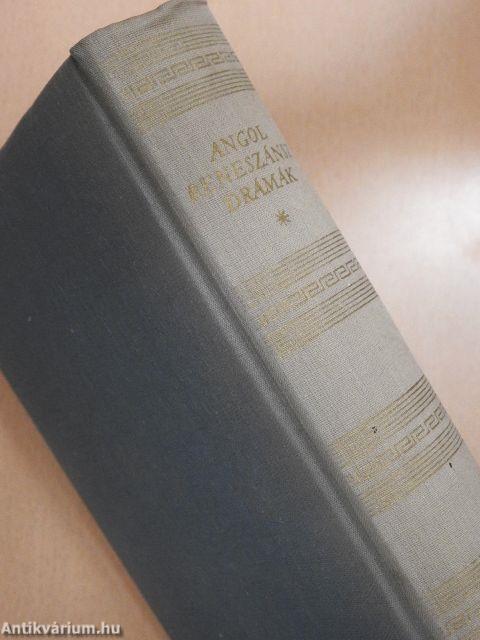 ANGOL
RENESZÁNSZ
DRÁMÁK
*
Antikvárium.hu